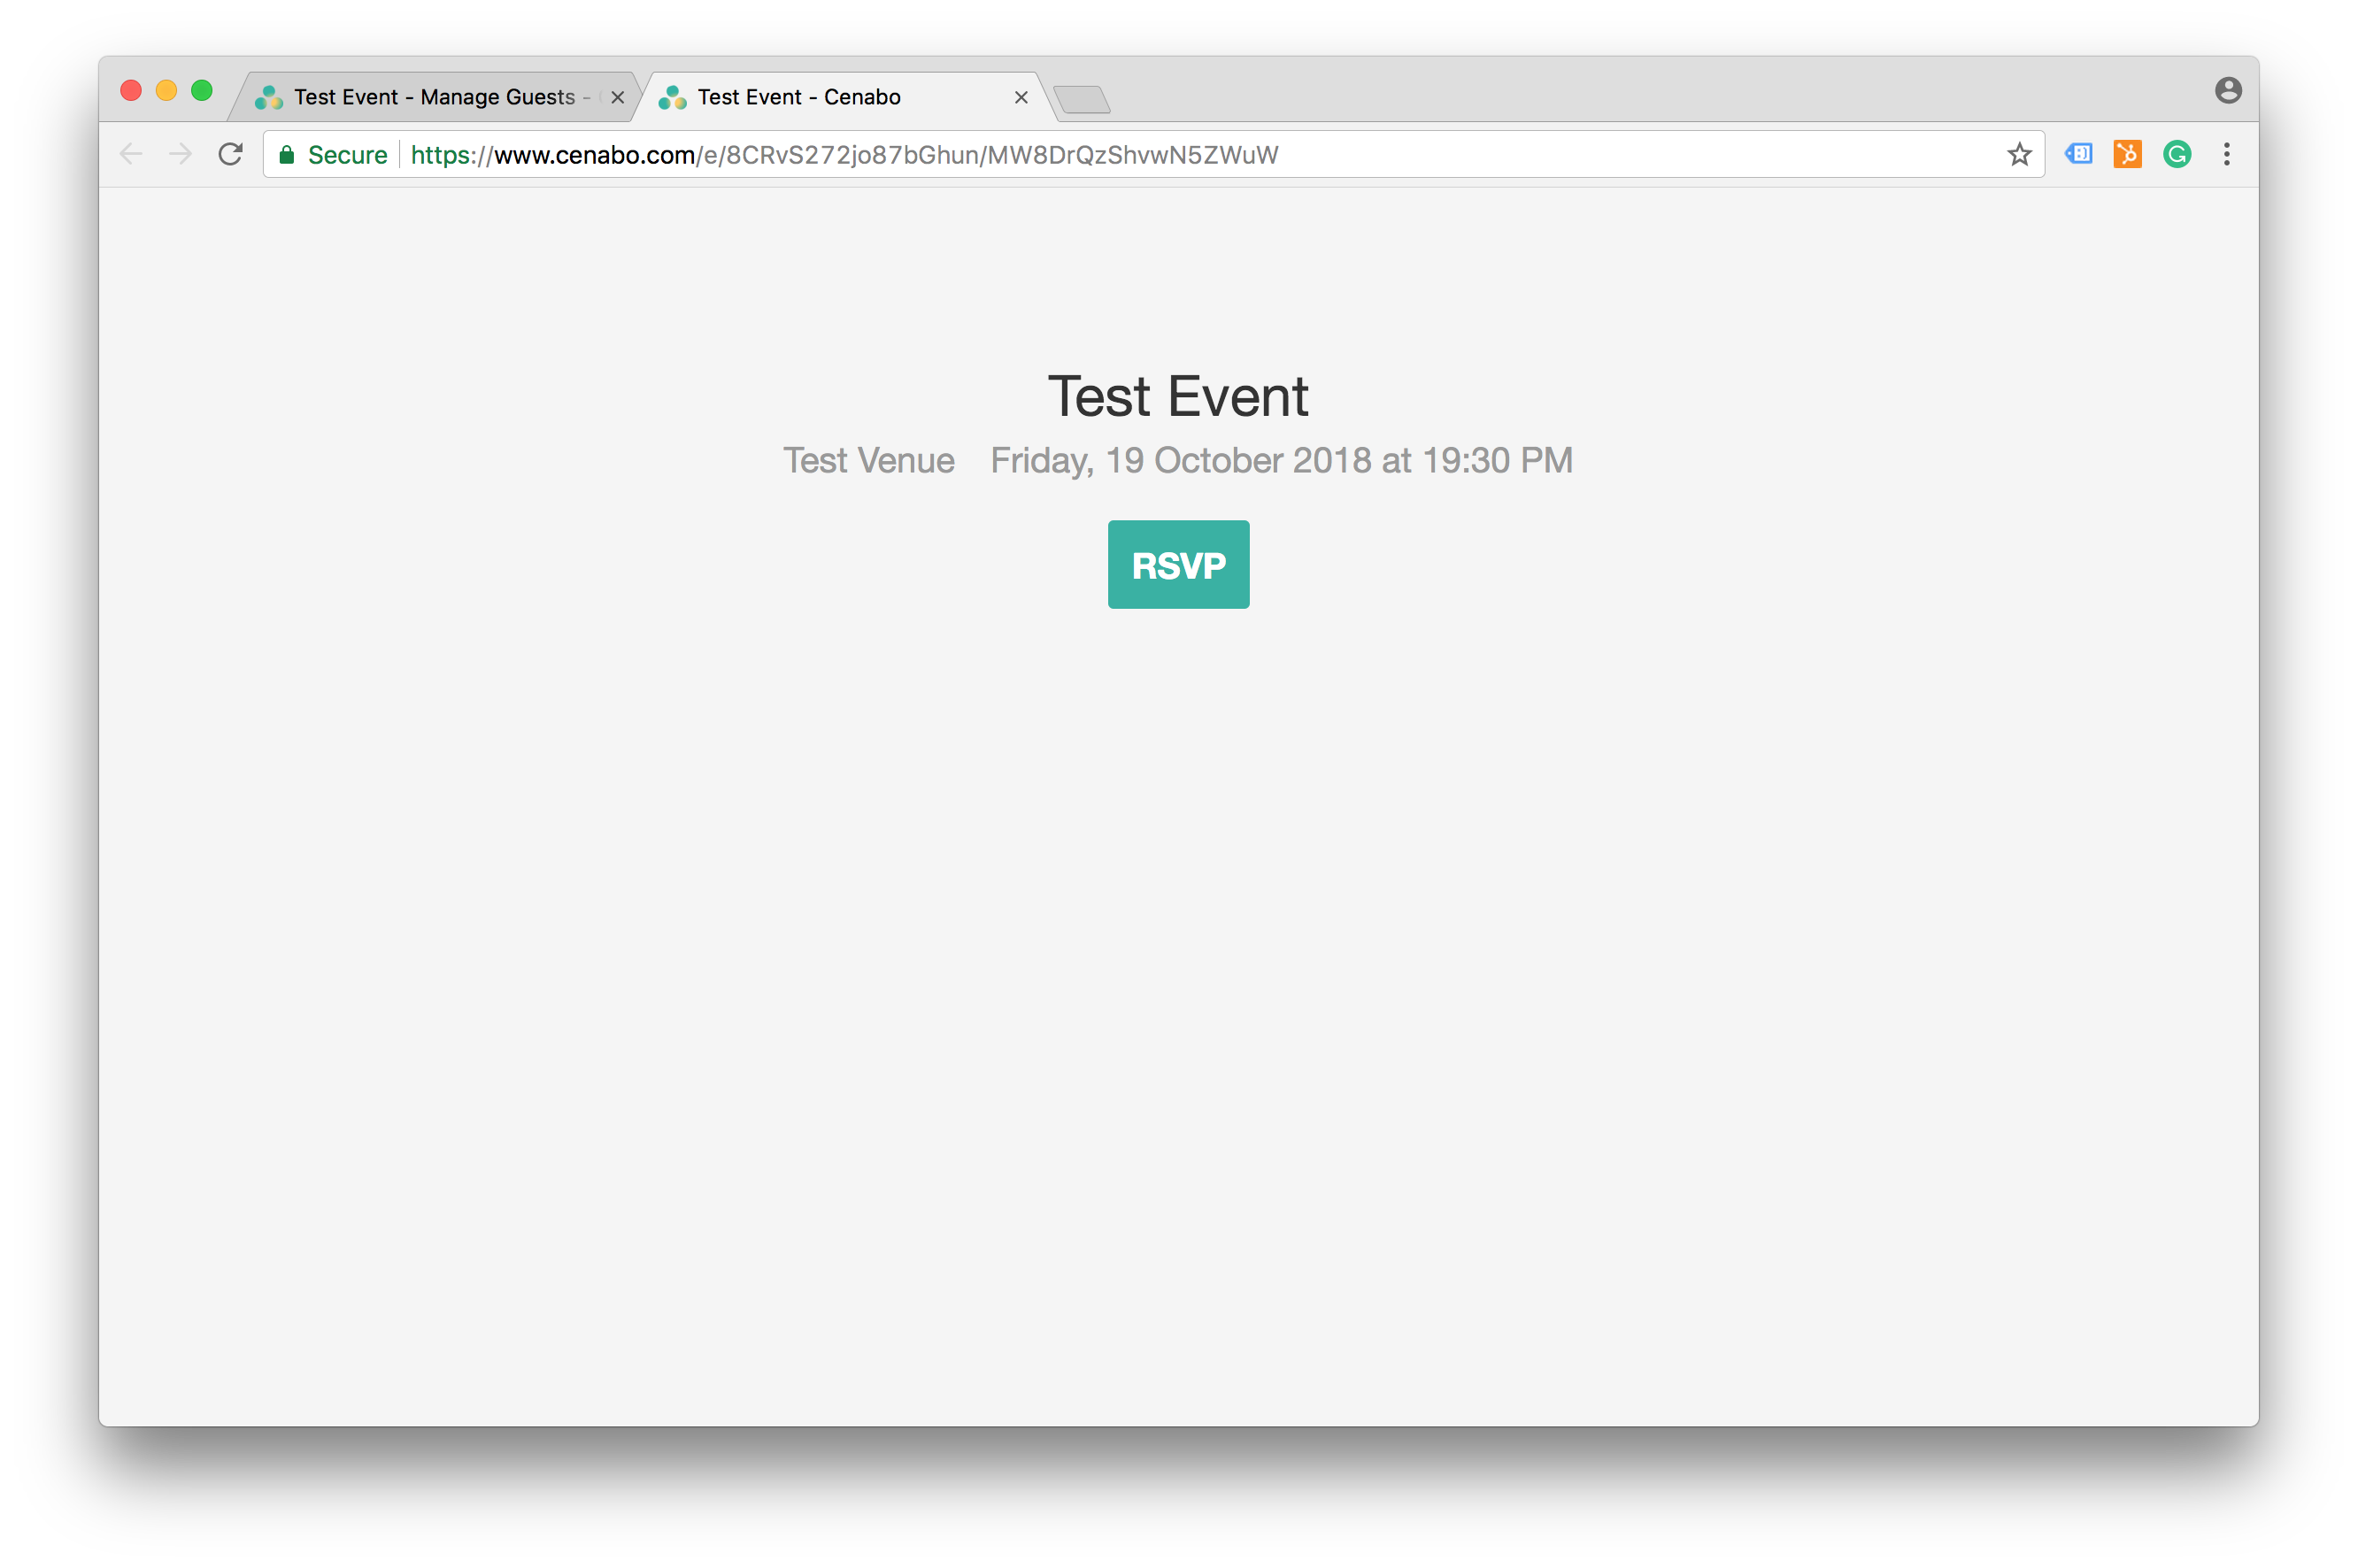 Test Event - Manage Guests -
Test Event - Cenabo
Secure https://www.cenabo.com/e/8CRvS272jo87bGhun/MW8DrQzShvwN5ZWuW
Test Event
Test Venue Friday, 19 October 2018 at 19:30 PM
RSVP